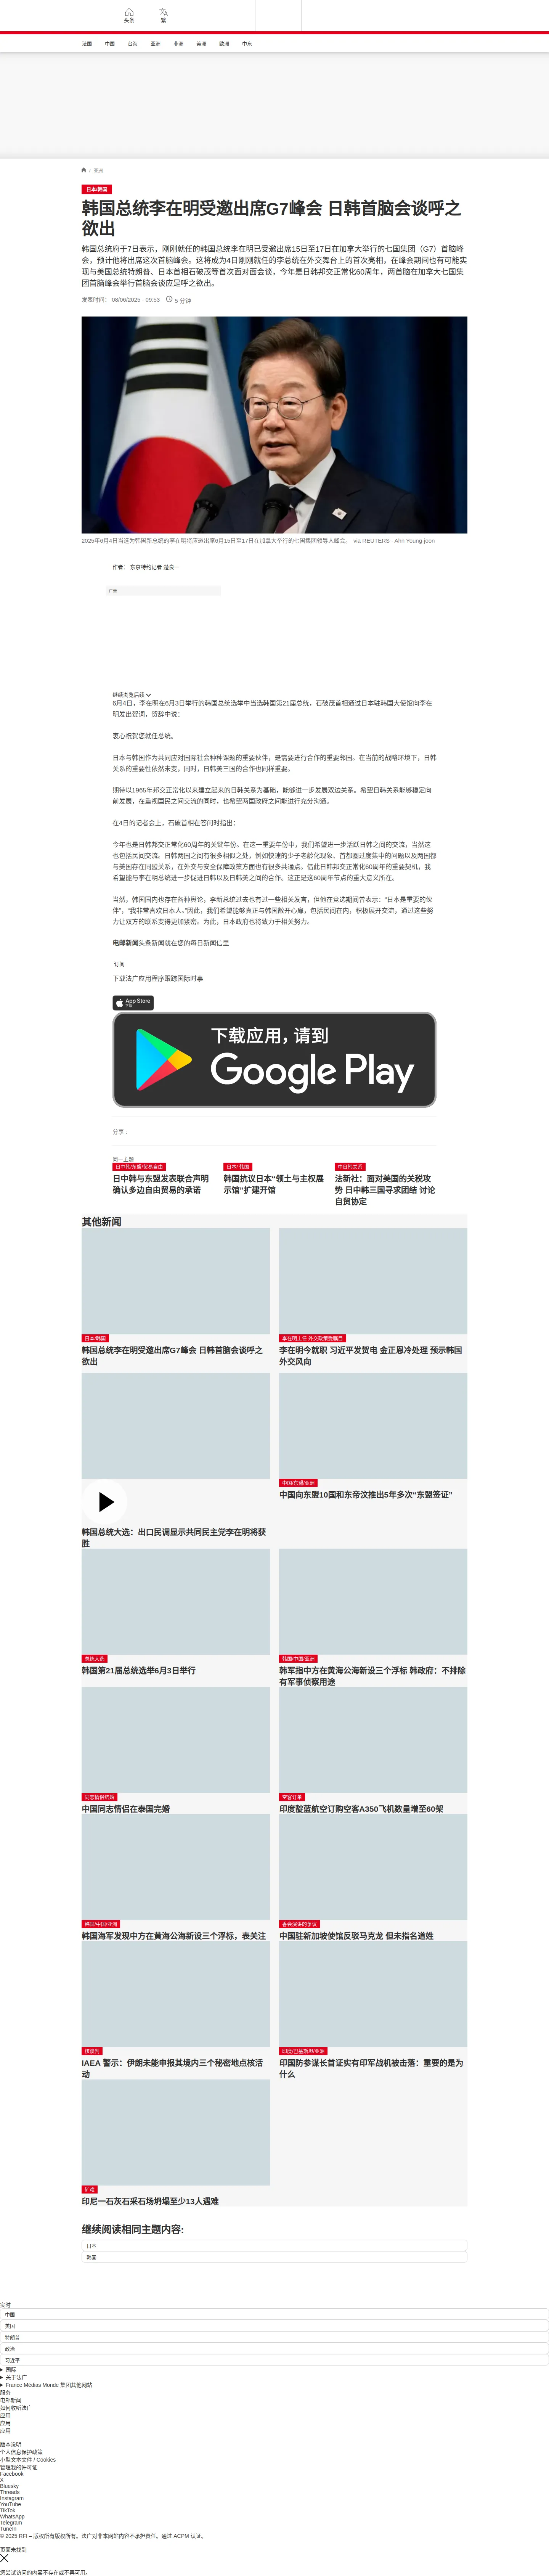 头条
繁
法国
中国
台海
亚洲
非洲
美洲
欧洲
中东
/ 亚洲
日本/韩国
韩国总统李在明受邀出席G7峰会 日韩首脑会谈呼之
欲出
韩国总统府于7日表示，刚刚就任的韩国总统李在明已受邀出席15日至17日在加拿大举行的七国集团（G7）首脑峰
会，预计他将出席这次首脑峰会。这将成为4日刚刚就任的李总统在外交舞台上的首次亮相，在峰会期间也有可能实
现与美国总统特朗普、日本首相石破茂等首次面对面会谈，今年是日韩邦交正常化60周年，两首脑在加拿大七国集
团首脑峰会举行首脑会谈应是呼之欲出。
发表时间： 08/06/2025 - 09:53
5 分钟
2025年6月4日当选为韩国新总统的李在明将应邀出席6月15日至17日在加拿大举行的七国集团领导人峰会。 via REUTERS - Ahn Young-joon
作者： 东京特约记者 楚良一
广告
继续浏览后续
6月4日，李在明在6月3日举行的韩国总统选举中当选韩国第21届总统，石破茂首相通过日本驻韩国大使馆向李在
明发出贺词，贺辞中说：
衷心祝贺您就任总统。
日本与韩国作为共同应对国际社会种种课题的重要伙伴，是需要进行合作的重要邻国。在当前的战略环境下，日韩
关系的重要性依然未变，同时，日韩美三国的合作也同样重要。
期待以1965年邦交正常化以来建立起来的日韩关系为基础，能够进一步发展双边关系。希望日韩关系能够稳定向
前发展，在重视国民之间交流的同时，也希望两国政府之间能进行充分沟通。
在4日的记者会上，石破首相在答问时指出：
今年也是日韩邦交正常化60周年的关键年份。在这一重要年份中，我们希望进一步活跃日韩之间的交流，当然这
也包括民间交流。日韩两国之间有很多相似之处，例如快速的少子老龄化现象、首都圈过度集中的问题以及两国都
与美国存在同盟关系，在外交与安全保障政策方面也有很多共通点。借此日韩邦交正常化60周年的重要契机，我
希望能与李在明总统进一步促进日韩以及日韩美之间的合作。这正是这60周年节点的重大意义所在。
当然，韩国国内也存在各种舆论，李新总统过去也有过一些相关发言，但他在竞选期间曾表示：“日本是重要的伙
伴”，“我非常喜欢日本人。”因此，我们希望能够真正与韩国敞开心扉，包括民间在内，积极展开交流，通过这些努
力让双方的联系变得更加紧密。为此，日本政府也将致力于相关努力。
电邮新闻头条新闻就在您的每日新闻信里
订阅
下载法广应用程序跟踪国际时事
App Store
下载
下载应用，请到
Google Play
分享
同一主题
日中韩/东盟/贸易自由
日中韩与东盟发表联合声明
确认多边自由贸易的承诺
日本/ 韩国
韩国抗议日本“领土与主权展
示馆”扩建开馆
中日韩关系
法新社：面对美国的关税攻
势 日中韩三国寻求团结 讨论
自贸协定
其他新闻
日本/韩国
韩国总统李在明受邀出席G7峰会 日韩首脑会谈呼之
欲出
李在明上任 外交政策受瞩目
李在明今就职 习近平发贺电 金正恩冷处理 预示韩国
外交风向
韩国总统大选：出口民调显示共同民主党李在明将获
胜
中国/东盟/亚洲
中国向东盟10国和东帝汶推出5年多次“东盟签证”
总统大选
韩国第21届总统选举6月3日举行
韩国/中国/亚洲
韩军指中方在黄海公海新设三个浮标 韩政府：不排除
有军事侦察用途
同志情侣结婚
中国同志情侣在泰国完婚
空客订单
印度靛蓝航空订购空客A350飞机数量增至60架
韩国/中国/亚洲
韩国海军发现中方在黄海公海新设三个浮标，表关注
香会演讲的争议
中国驻新加坡使馆反驳马克龙 但未指名道姓
核谈判
IAEA 警示：伊朗未能申报其境内三个秘密地点核活
动
印度/巴基斯坦/亚洲
印国防参谋长首证实有印军战机被击落：重要的是为
什么
矿难
印尼一石灰石采石场坍塌至少13人遇难
继续阅读相同主题内容:
日本
韩国
实时
中国
美国
特朗普
政治
习近平
国际
关于法广
France Médias Monde 集团其他网站
服务
电邮新闻
如何收听法广
应用
应用
应用
版本说明
个人信息保护政策
小型文本文件 / Cookies
管理我的许可证
Facebook
X
Bluesky
Threads
Instagram
YouTube
TikTok
WhatsApp
Telegram
TuneIn
© 2025 RFI – 版权所有版权所有。法广对非本网站内容不承担责任。通过 ACPM 认证。
页面未找到
您尝试访问的内容不存在或不再可用。